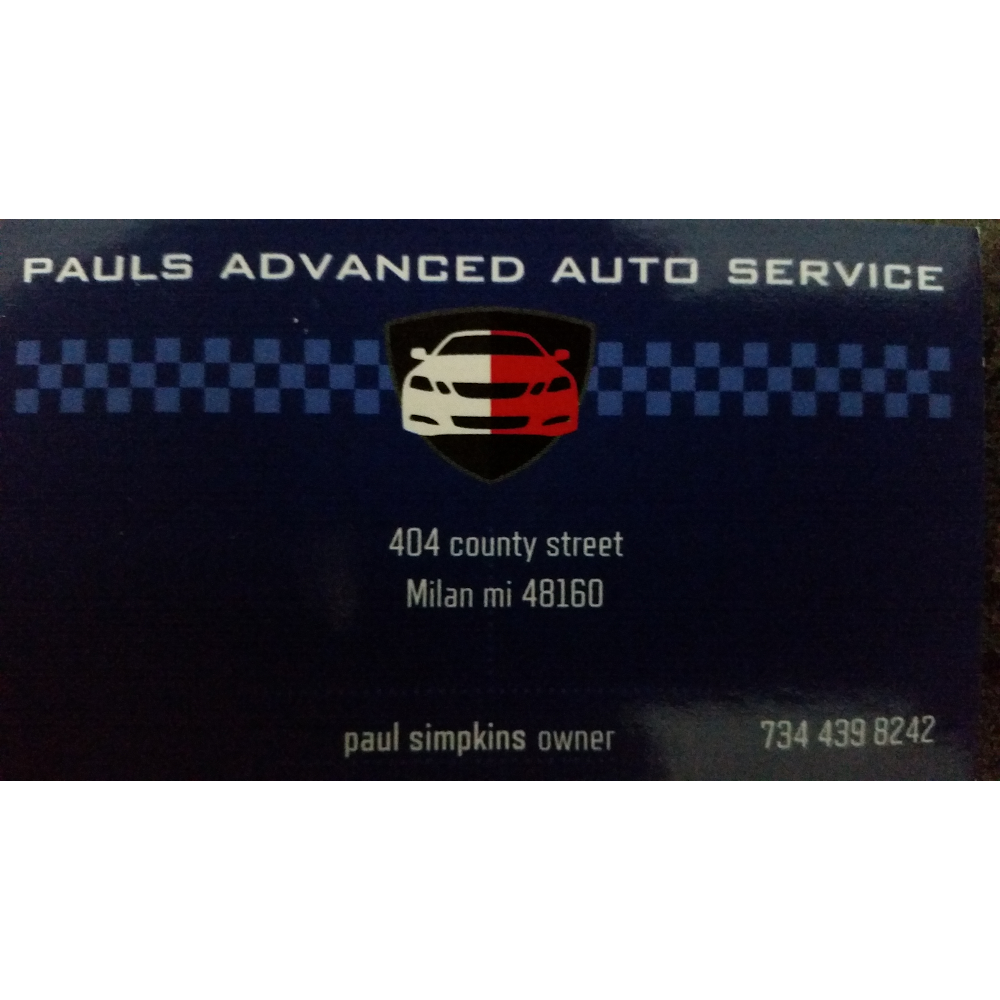 PAULS ADVANCED AUTO SERVICE
404 county street
Milan mi 48160
paul simpkins owner
734 439 8242